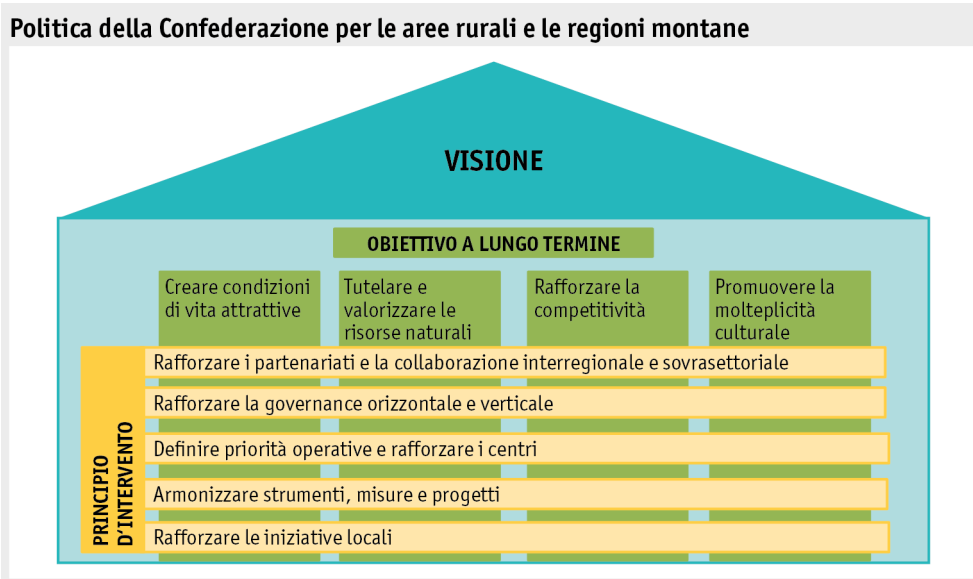 Politica della Confederazione per le aree rurali e le regioni montane
VISIONE
OBIETTIVO A LUNGO TERMINE
Creare condizioni
di vita attrattive
Tutelare e
valorizzare le
risorse naturali
Rafforzare la
competitività
Promuovere la
molteplicità
culturale
PRINCIPIO
D'INTERVENTO
Rafforzare i partenariati e la collaborazione interregionale e sovrasettoriale
Rafforzare la governance orizzontale e verticale
Definire priorità operative e rafforzare i centri
Armonizzare strumenti, misure e progetti
Rafforzare le iniziative locali